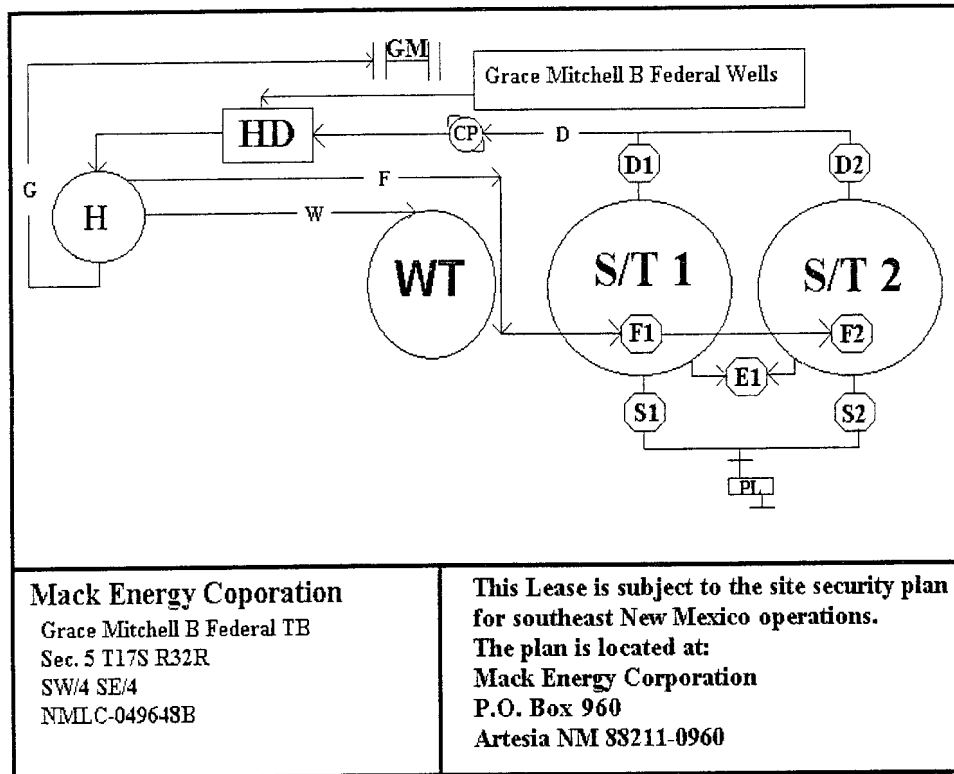 GM
Grace Mitchell B Federal Wells
HD
CP
D
D1
D2
G
F
H
W
WT
S/T 1
S/T 2
F1
F2
E1
S1
S2
PL
Mack Energy Coporation
Grace Mitchell B Federal TB
Sec. 5 T17S R32R
SW/4 SE/4
NMLC-049648B
This Lease is subject to the site security plan
for southeast New Mexico operations.
The plan is located at:
Mack Energy Corporation
P.O. Box 960
Artesia NM 88211-0960